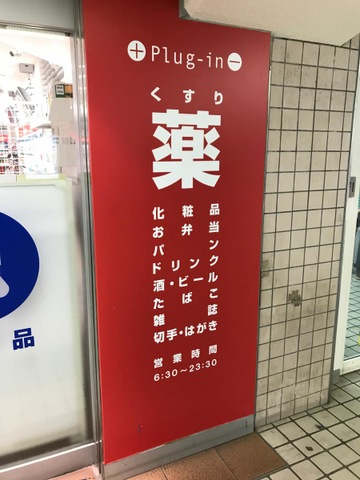 +Plug-in−
くすり
薬
化粧品
お弁当
パン
ドリンク
酒・ビール
たばこ
雑誌
切手・はがき
営業時間
6:30～23:30
品